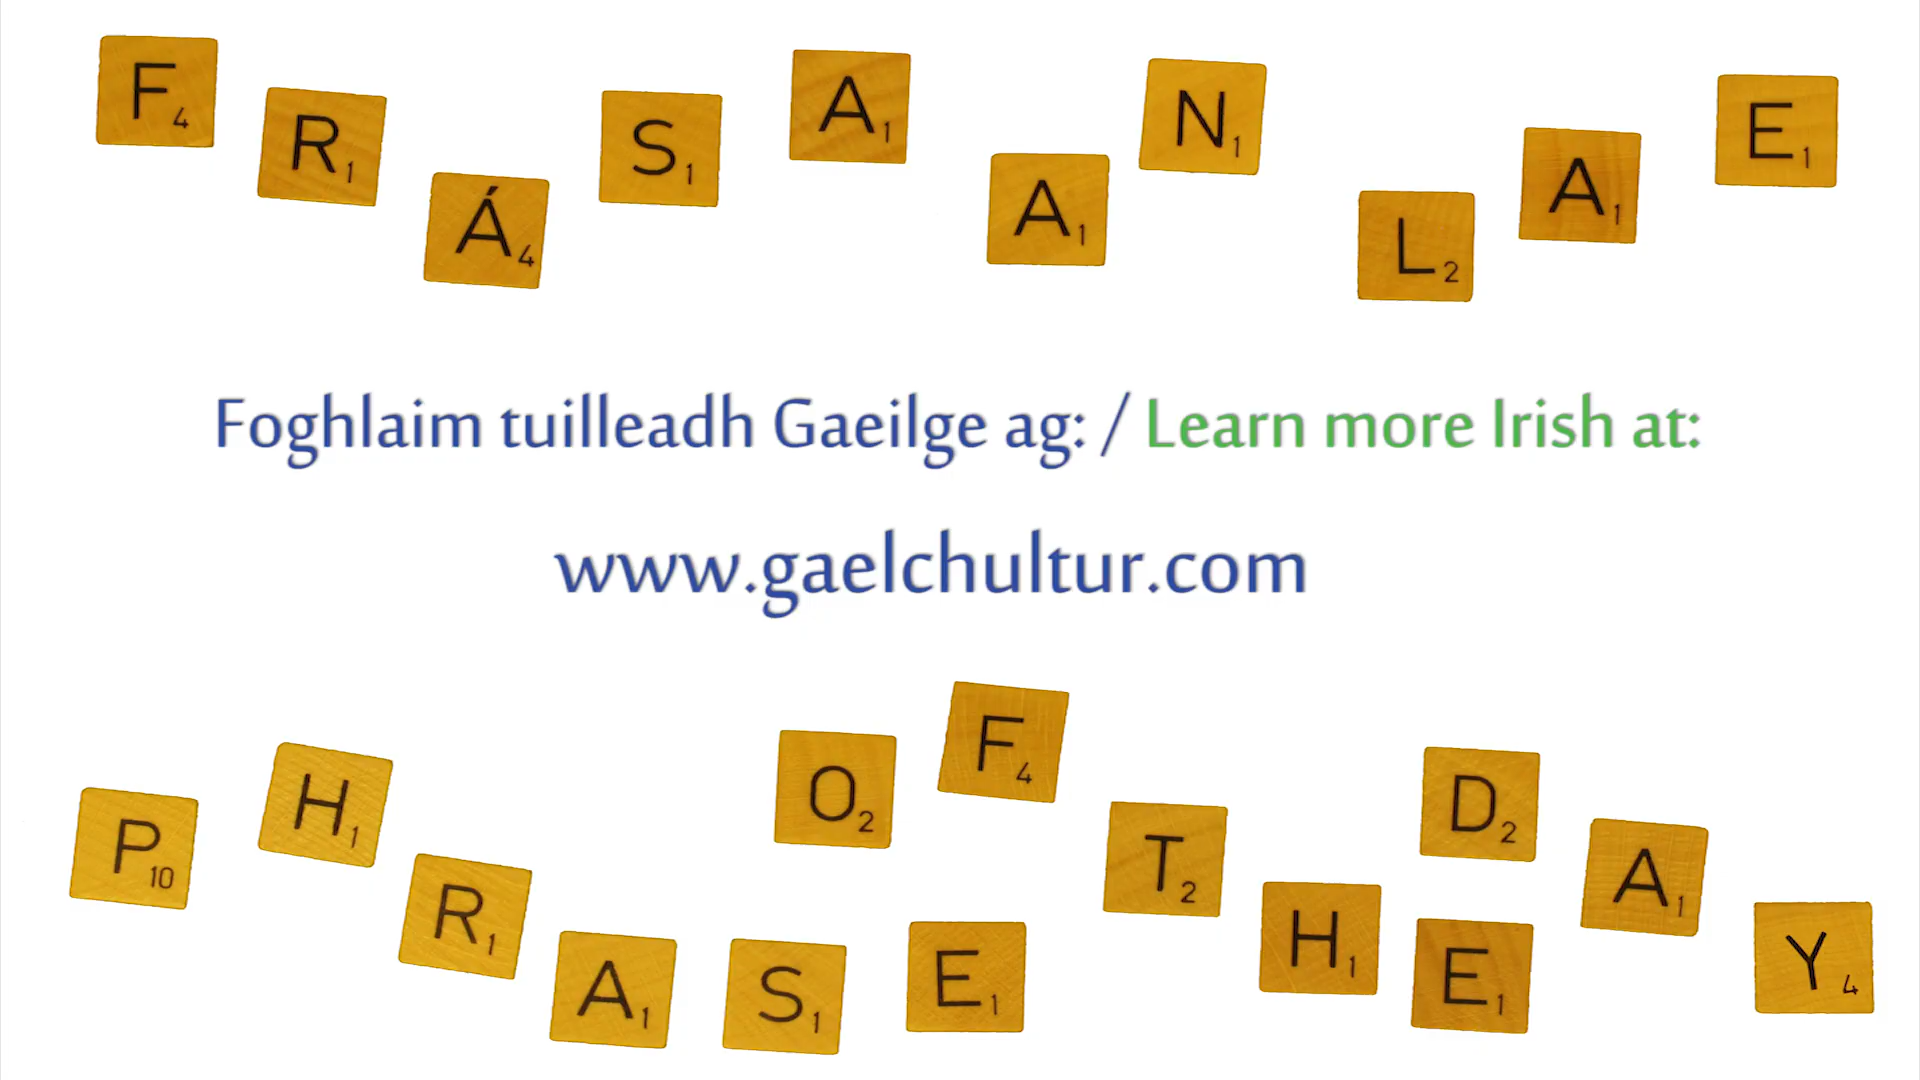 FRÁSA AN LAE
Foghlaim tuilleadh Gaeilge ag: / Learn more Irish at:
www.gaelchultur.com
PHRASE OF THE DAY